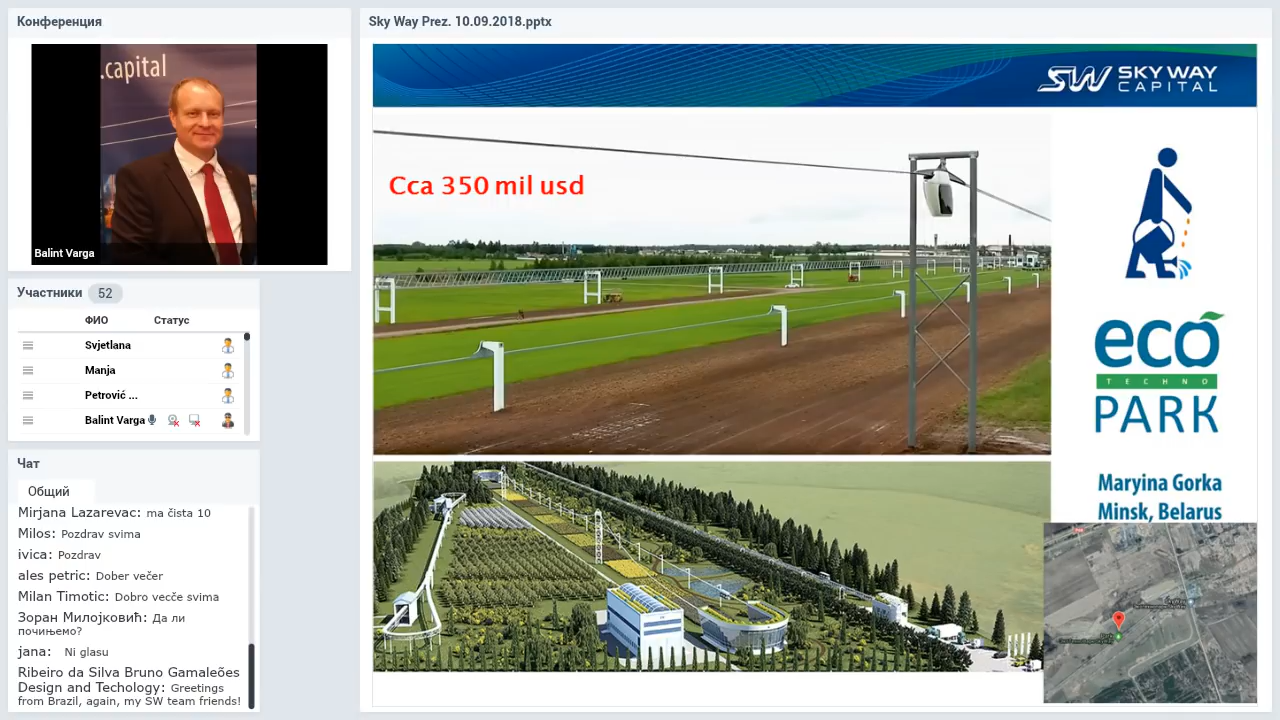 Конференция
.capital
Balint Varga
Участники 52
ФИО Статус
Svjetlana
Manja
Petrović ...
Balint Varga
Чат
Общий
Mirjana Lazarevac: ma čista 10
Milos: Pozdrav svima
ivica: Pozdrav
ales petric: Dober večer
Milan Timotic: Dobro vecče svima
Зоран Милојковић: Да ли
почињемо?
jana: Ni glasu
Ribeiro da Silva Bruno Gamaleões
Design and Techology: Greetings
from Brazil, again, my SW team friends!
Sky Way Prez. 10.09.2018.pptx
SW SKY WAY
CAPITAL
Cca 350 mil usd
eco
TECHNO
PARK
Maryina Gorka
Minsk, Belarus